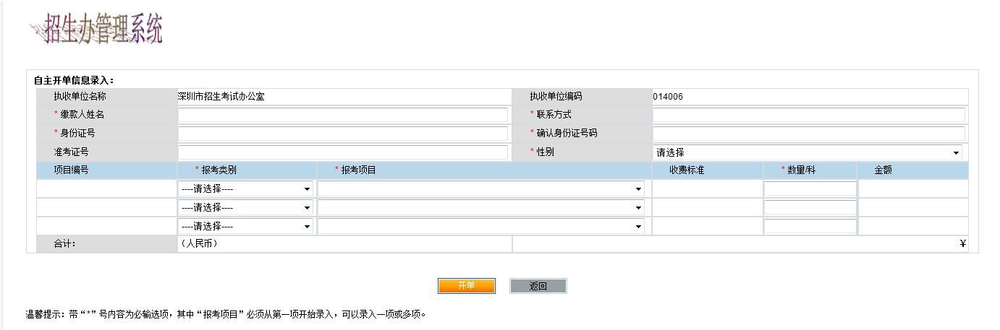 招生办管理系统
自主开单信息录入：
执收单位名称 深圳市招生考试办公室 执收单位编码 014006
* 缴款人姓名 * 联系方式
* 身份证号 * 确认身份证号码
准考证号 * 性别 请选择
项目编号 * 报考类别 * 报考项目 收费标准 * 数量/科 金额
----请选择----
----请选择----
----请选择----
合计： （人民币） ¥
开单 返回
温馨提示：带“*”号内容为必输选项，其中“报考项目”必须从第一项开始录入，可以录入一项或多项。